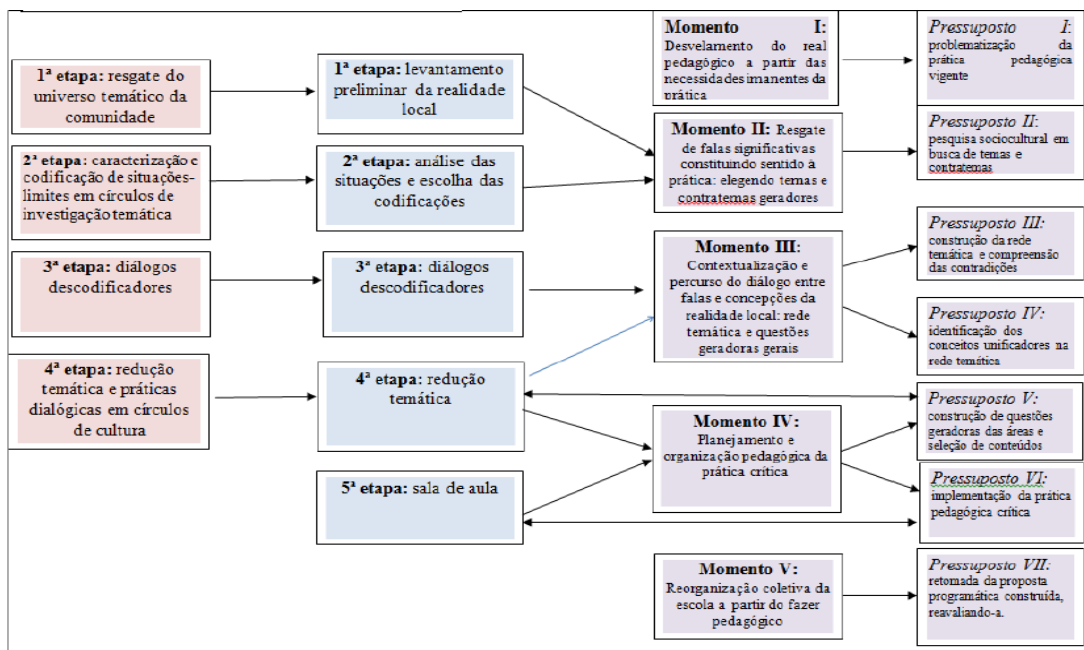 1ª etapa: resgate do
universo temático da
comunidade
2ª etapa: caracterização e
codificação de situações-
limites em círculos de
investigação temática
3ª etapa: diálogos
descodificadores
4ª etapa: redução
temática e práticas
dialógicas em círculos
de cultura
1ª etapa: levantamento
preliminar da realidade
local
2ª etapa: análise das
situações e escolha das
codificações
3ª etapa: diálogos
descodificadores
4ª etapa: redução
temática
5ª etapa: sala de aula
Momento I:
Desvelamento do real
pedagógico a partir das
necessidades imanentes da
prática
Momento II: Resgate
de falas significativas
constituindo sentido à
prática: elegendo temas e
contratemas geradores
Momento III:
Contextualização e
percurso do diálogo entre
falas e concepções da
realidade local: rede
temática e questões
geradoras gerais
Momento IV:
Planejamento e
organização pedagógica da
prática crítica
Momento V:
Reorganização coletiva da
escola a partir do fazer
pedagógico
Pressuposto I:
problematização da
prática pedagógica
vigente
Pressuposto II:
pesquisa sociocultural em
busca de temas e
contratemas
Pressuposto III:
construção da rede
temática e compreensão
das contradições
Pressuposto IV:
identificação dos
conceitos unificadores na
rede temática
Pressuposto V:
construção de questões
geradoras das áreas e
seleção de conteúdos
Pressuposto VI:
implementação da prática
pedagógica crítica
Pressuposto VII:
retomada da proposta
programática construída,
reavaliando-a.